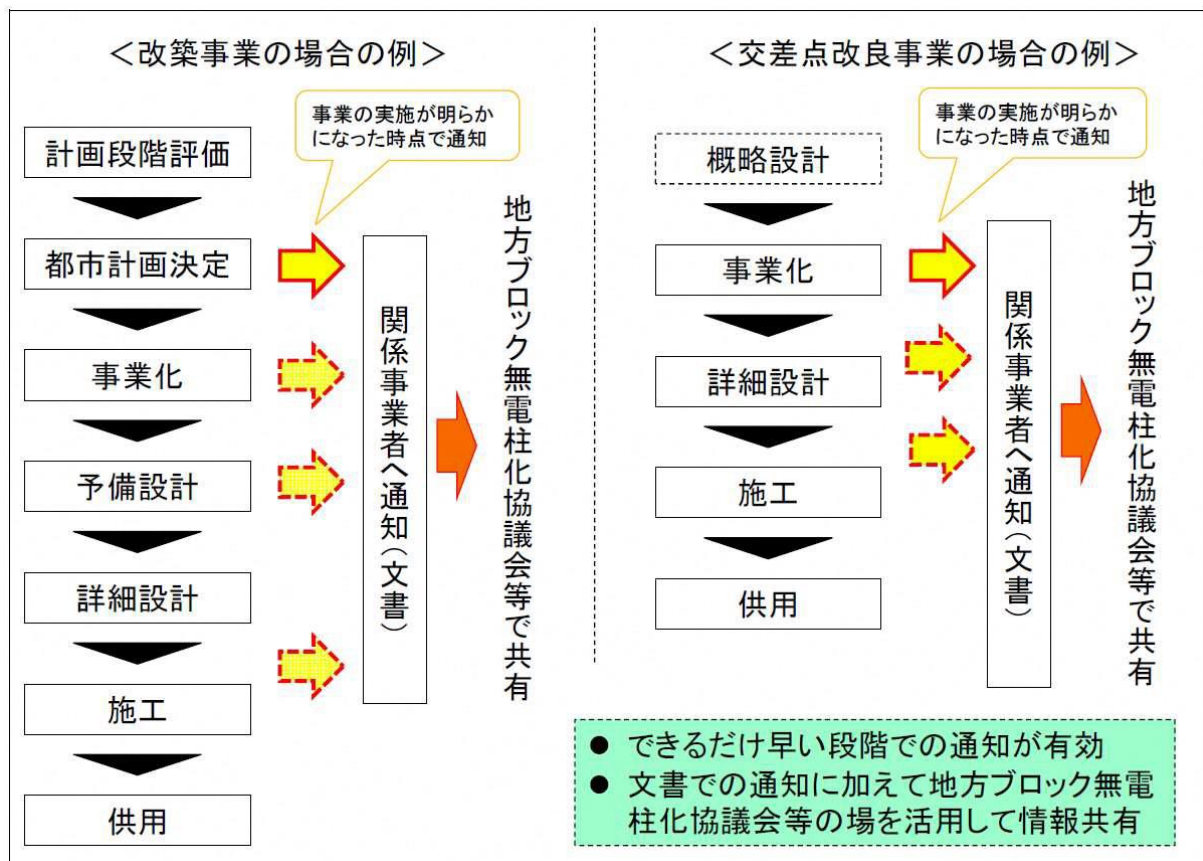 ＜改築事業の場合の例＞
事業の実施が明らか
になった時点で通知
計画段階評価
都市計画決定
事業化
予備設計
詳細設計
施工
供用
関係事業者へ通知（文書）
地方ブロック無電柱化協議会等で共有
＜交差点改良事業の場合の例＞
事業の実施が明らか
になった時点で通知
概略設計
事業化
詳細設計
施工
供用
関係事業者へ通知（文書）
地方ブロック無電柱化協議会等で共有
● できるだけ早い段階での通知が有効
● 文書での通知に加えて地方ブロック無電
柱化協議会等の場を活用して情報共有